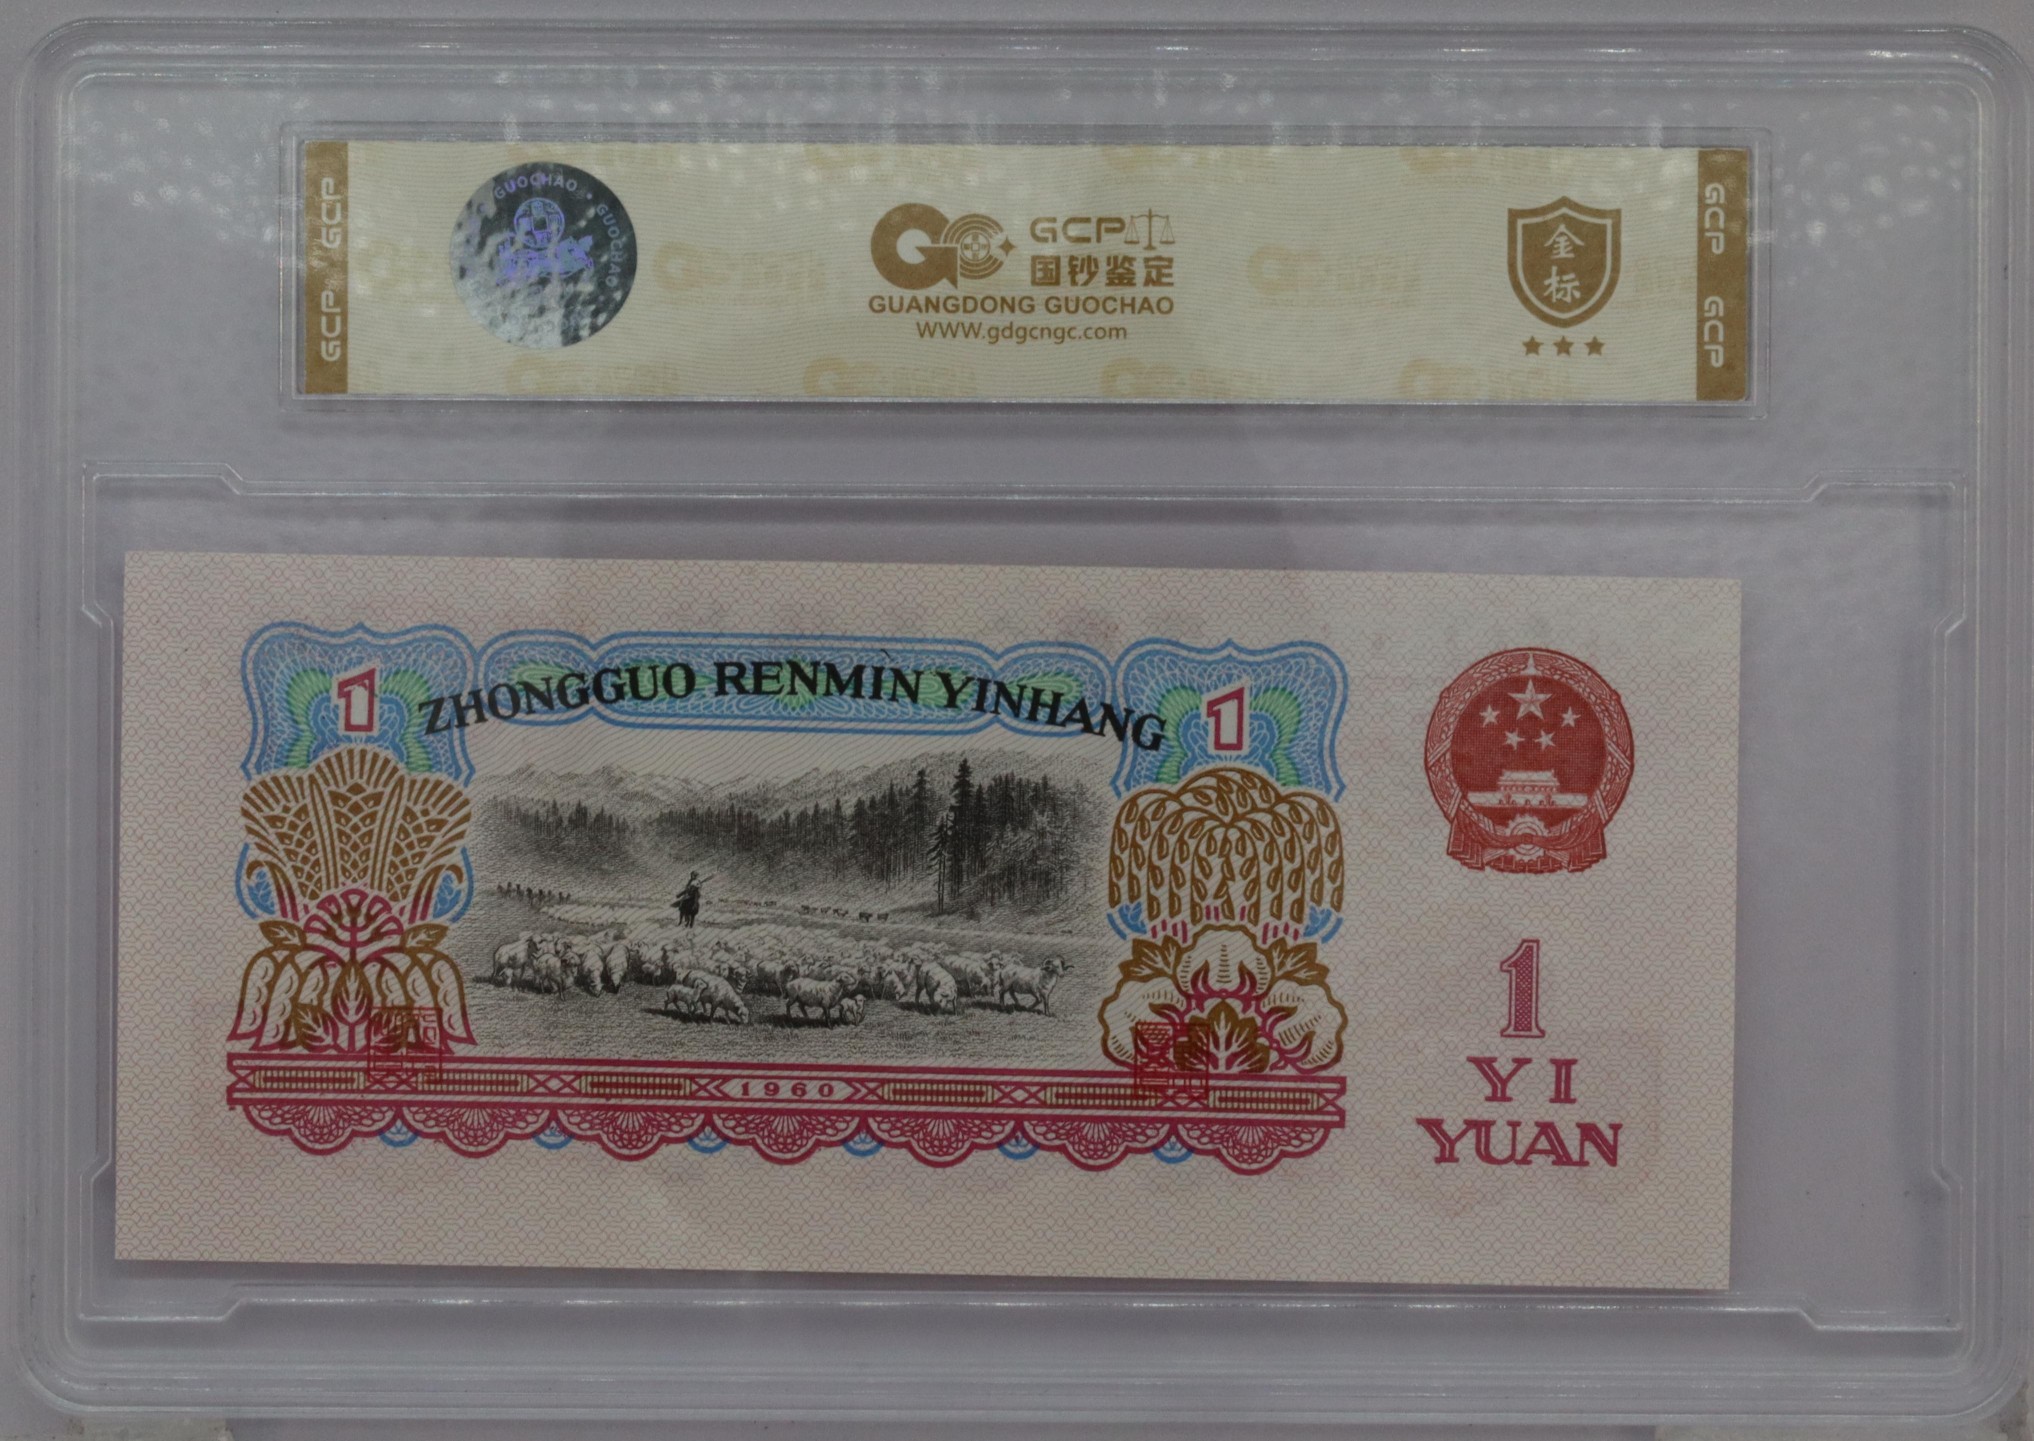 GCP GCP
GUOCHAO · GUOCHAO
GCP
国钞鉴定
GUANGDONG GUOCHAO
WWW.gdgcngc.com
金
标
GCP GCP
1
ZHONGGUO RENMÌN YINHANG
1
1960
1
YI
YUAN